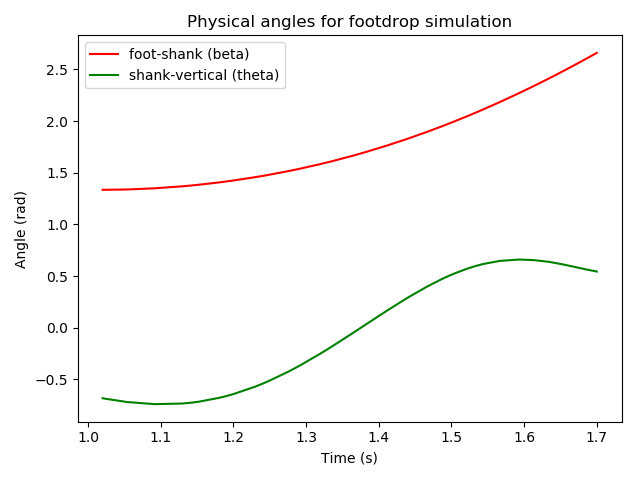 Physical angles for footdrop simulation
foot-shank (beta)
shank-vertical (theta)
Angle (rad)
2.5
2.0
1.5
1.0
0.5
0.0
−0.5
1.0 1.1 1.2 1.3 1.4 1.5 1.6 1.7
Time (s)